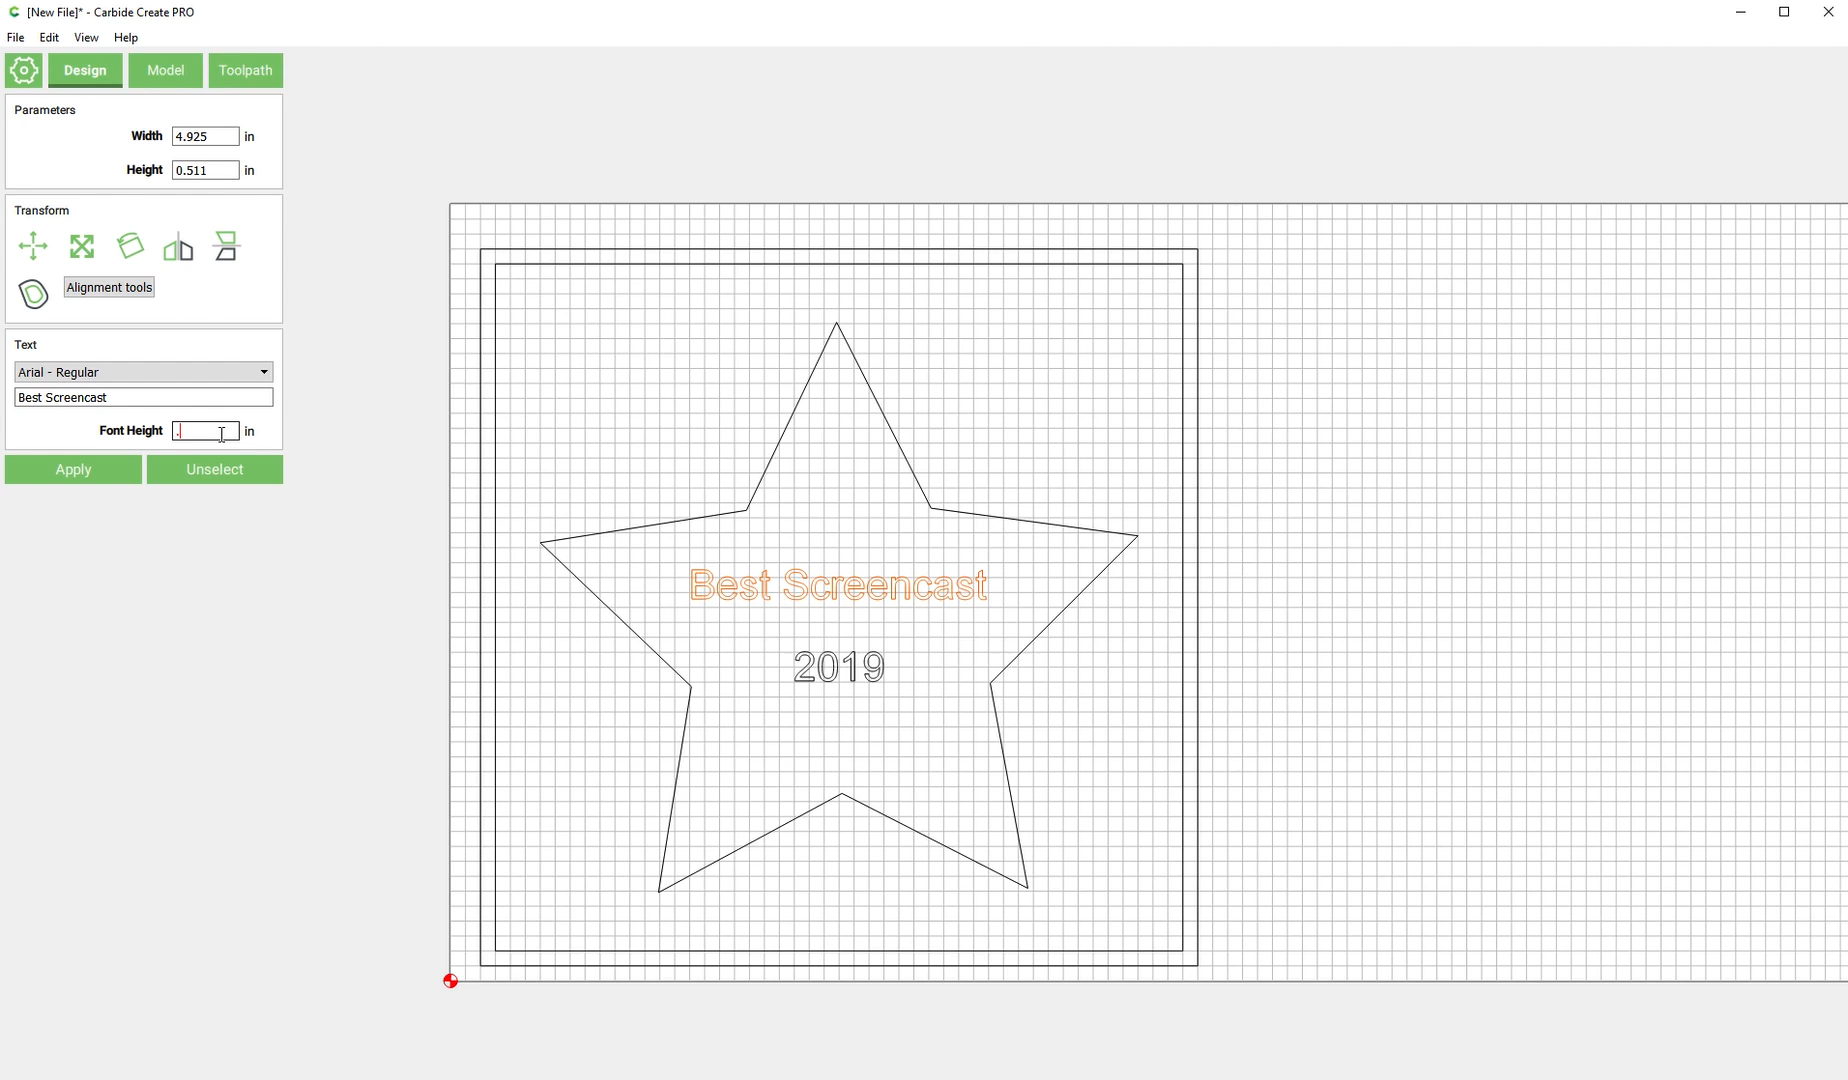 [New File]* - Carbide Create PRO
File Edit View Help
Design Model Toolpath
Parameters
Width 4.925 in
Height 0.511 in
Transform
Alignment tools
Text
Arial - Regular
Best Screencast
Font Height . in
Apply Unselect
Best Screencast
2019